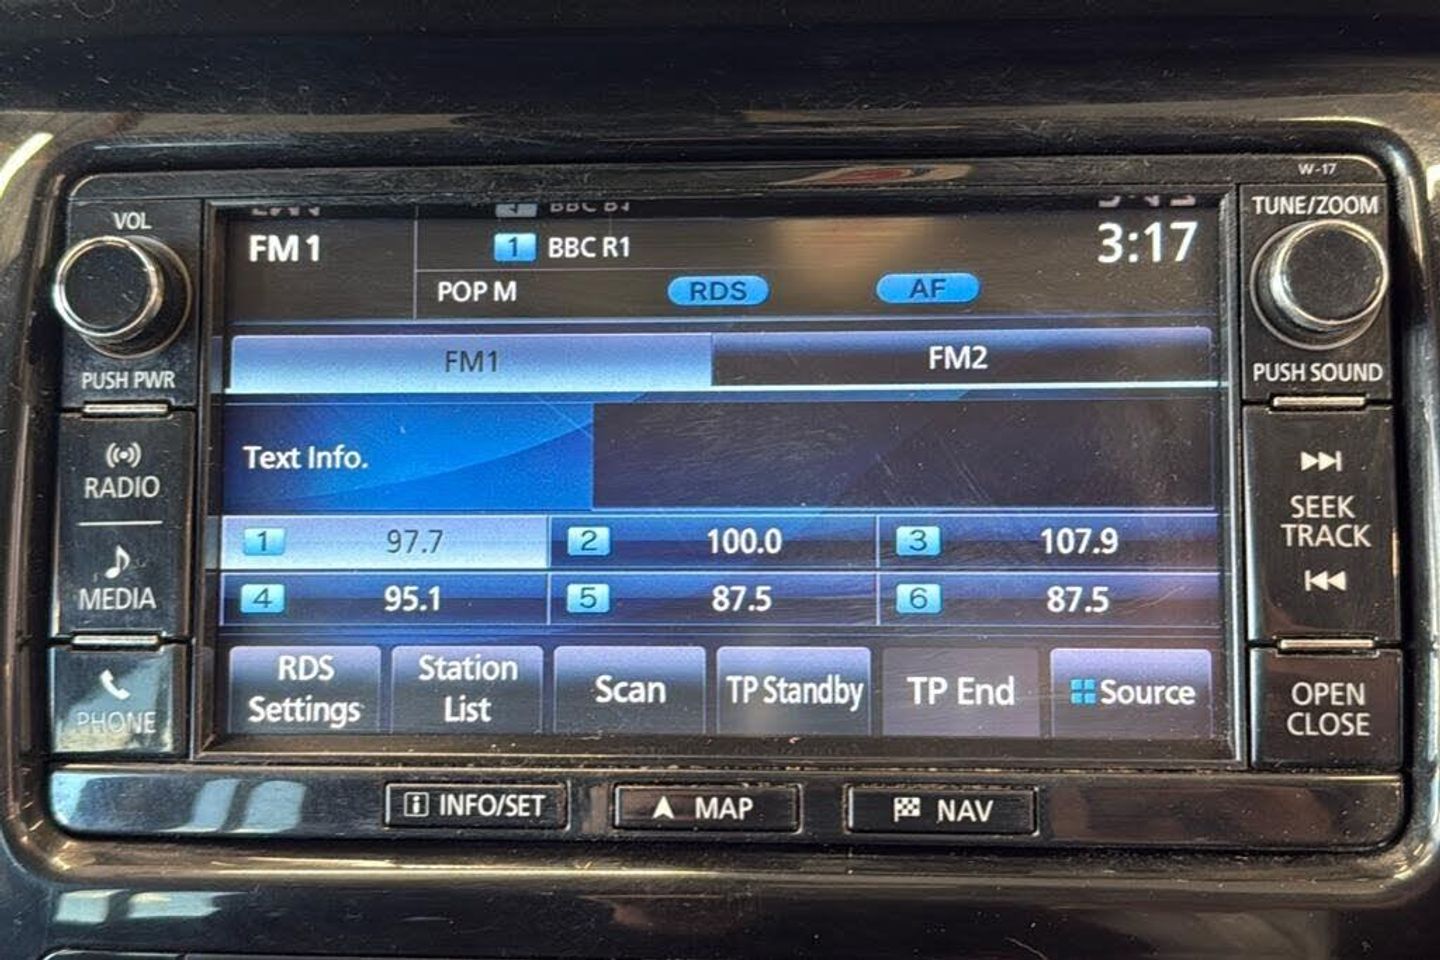 W-17
VOL
TUNE/ZOOM
FM1
1 BBC R1
3:17
POP M
RDS
AF
PUSH PWR
PUSH SOUND
FM1
FM2
Text Info.
RADIO
MEDIA
PHONE
SEEK
TRACK
OPEN
CLOSE
1 97.7
2 100.0
3 107.9
4 95.1
5 87.5
6 87.5
RDS
Settings
Station
List
Scan
TP Standby
TP End
Source
INFO/SET
MAP
NAV